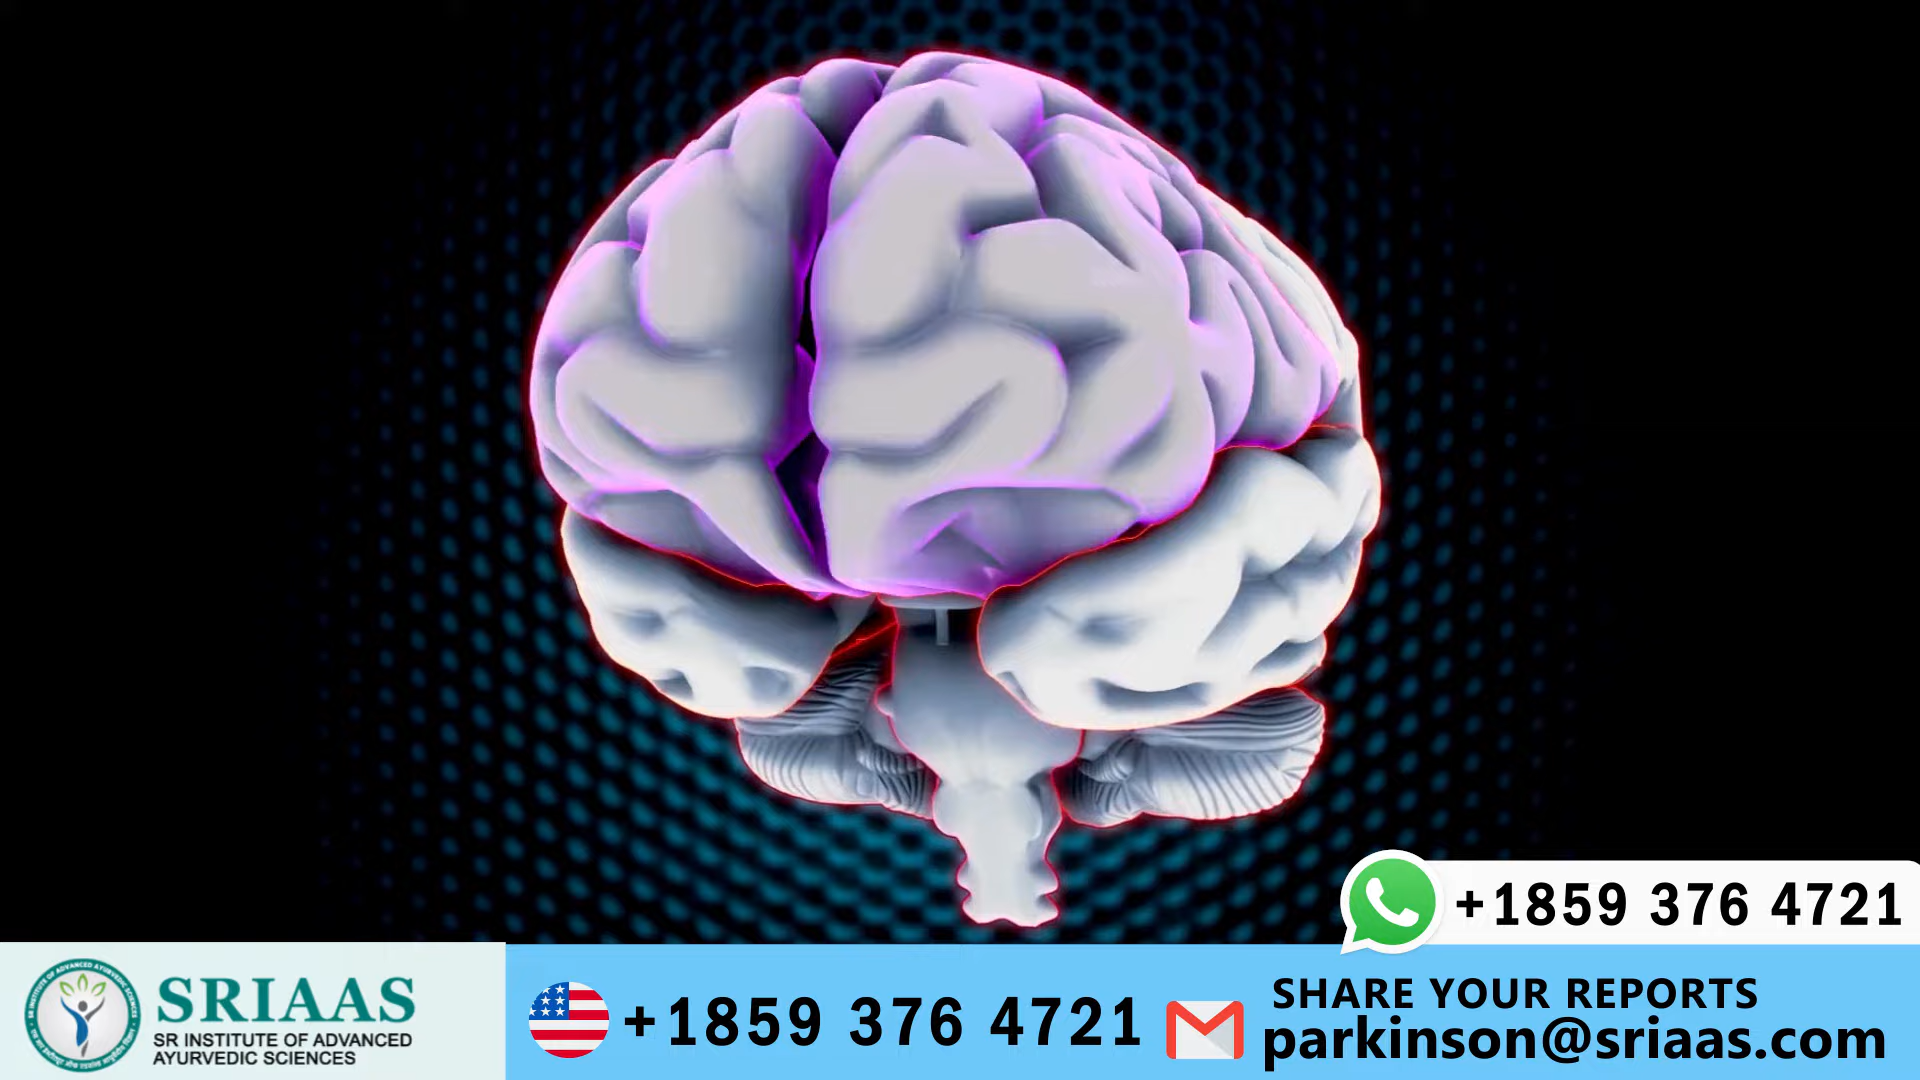 +1859 376 4721
SRIAAS
SR INSTITUTE OF ADVANCED
AYURVEDIC SCIENCES
+1859 376 4721
SHARE YOUR REPORTS
parkinson@sriaas.com